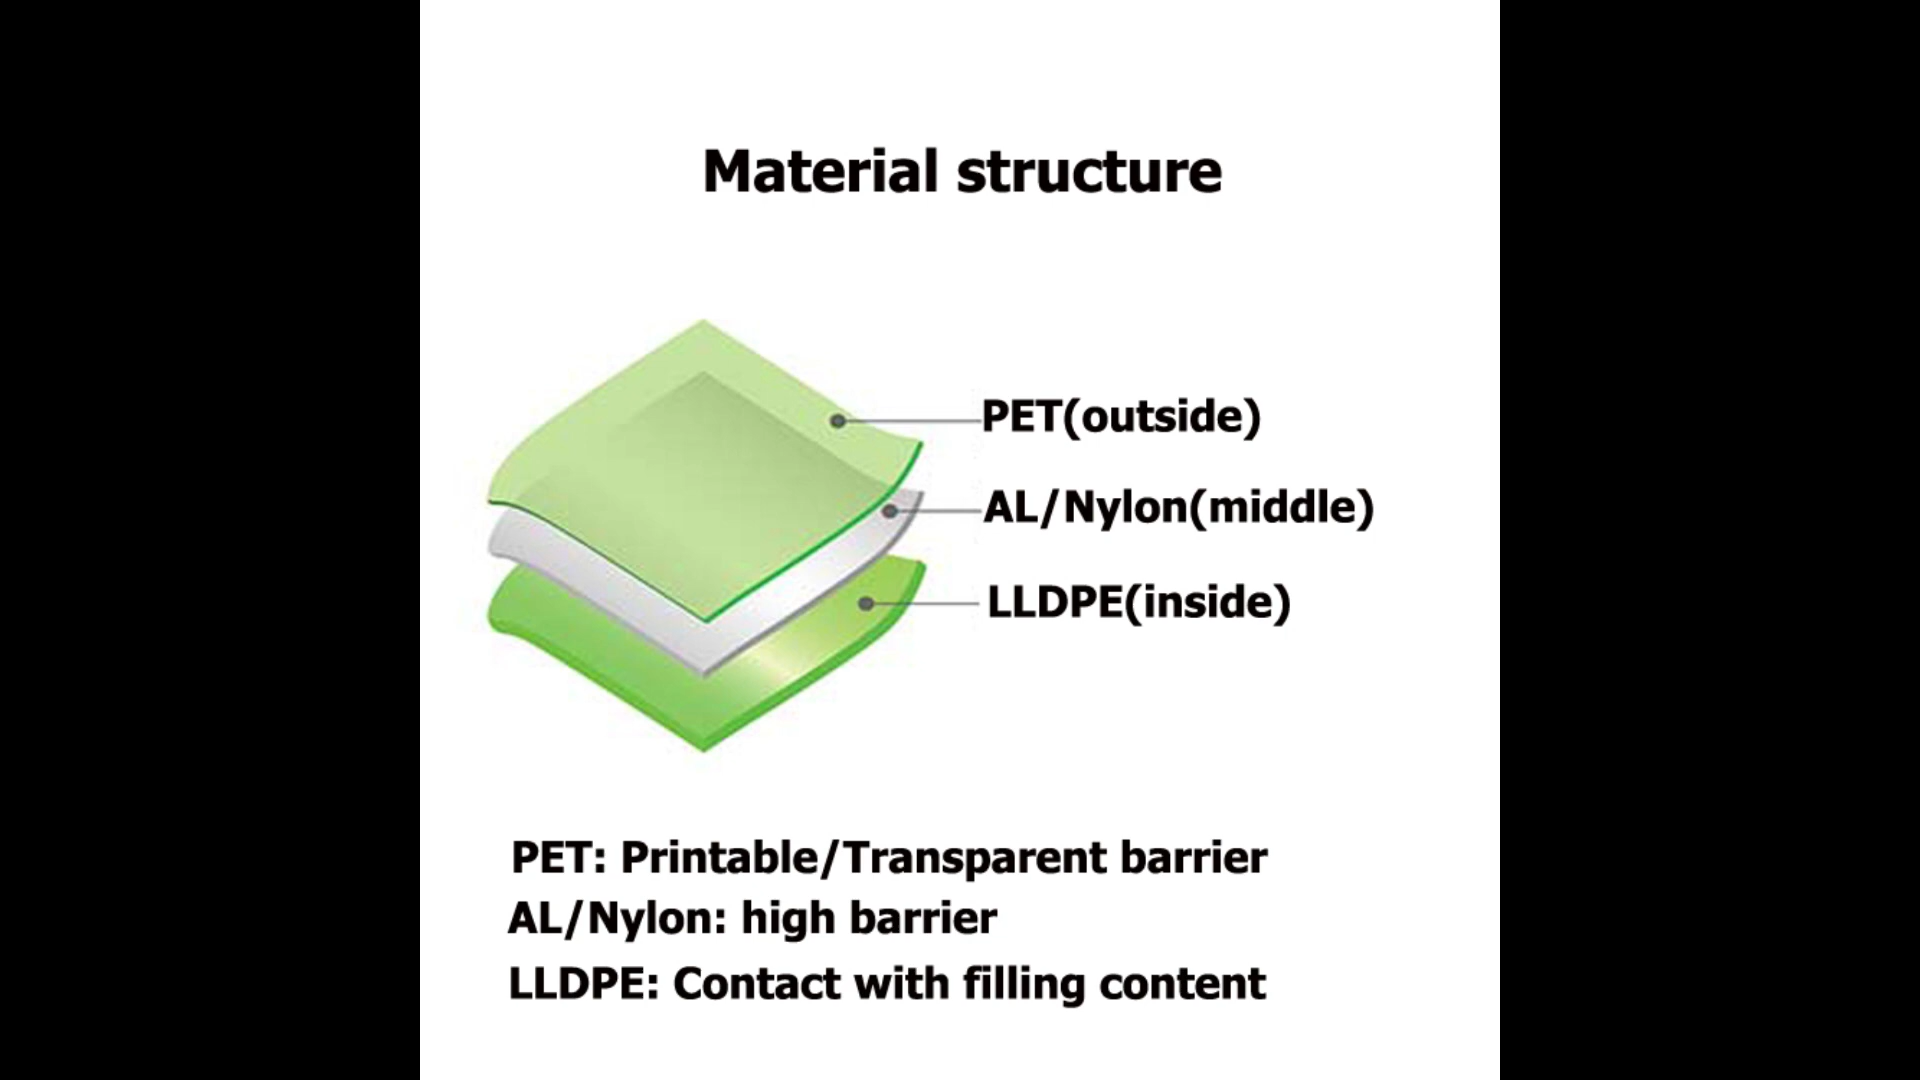 Material structure
PET(outside)
AL/Nylon(middle)
LLDPE(inside)
PET: Printable/Transparent barrier
AL/Nylon: high barrier
LLDPE: Contact with filling content